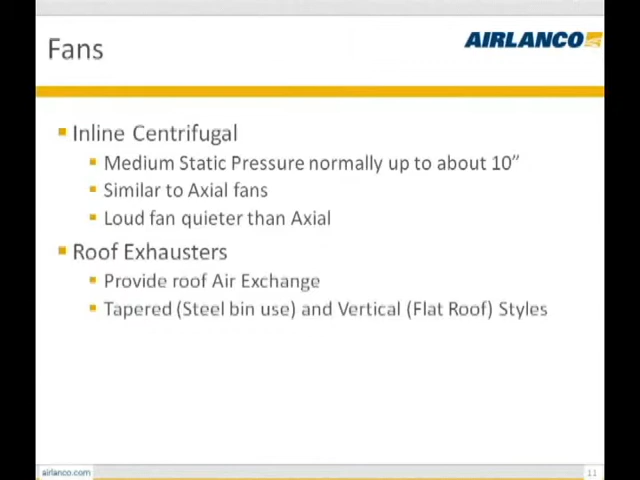 Fans
AIRLANCO
Inline Centrifugal
Medium Static Pressure normally up to about 10”
Similar to Axial fans
Loud fan quieter than Axial
Roof Exhausters
Provide roof Air Exchange
Tapered (Steel bin use) and Vertical (Flat Roof) Styles
airlanco.com
11